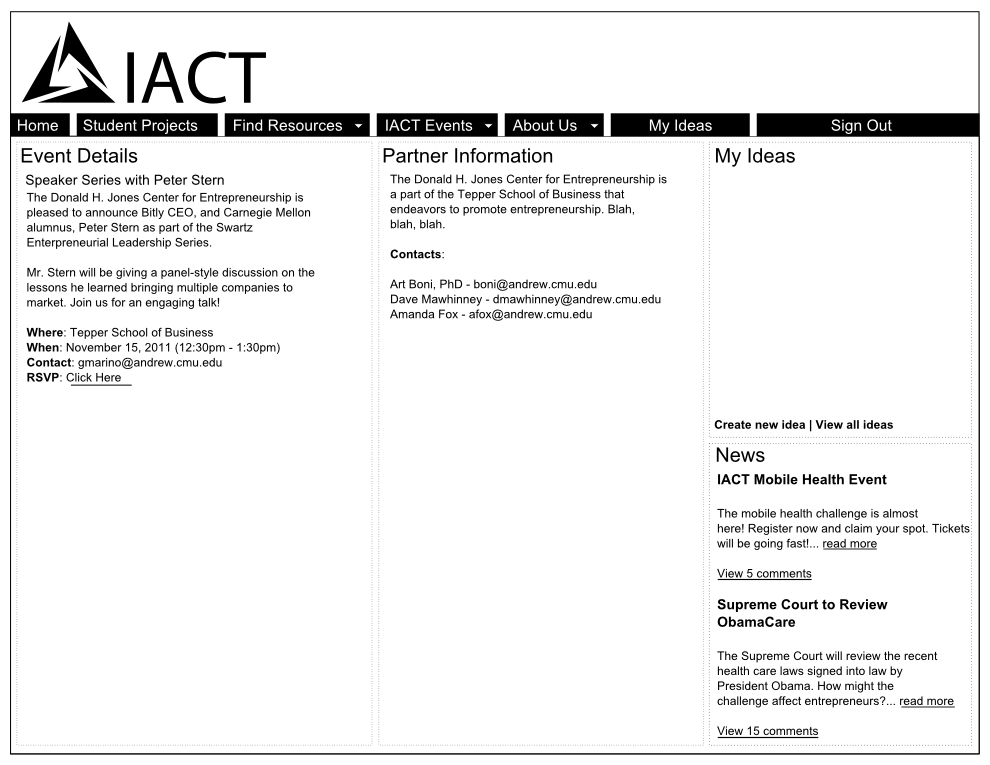 IACT
Home Student Projects Find Resources IACT Events About Us My Ideas Sign Out
Event Details
Speaker Series with Peter Stern
The Donald H. Jones Center for Entrepreneurship is
pleased to announce Bitly CEO, and Carnegie Mellon
alumnus, Peter Stern as part of the Swartz
Enterpreneurial Leadership Series.
Mr. Stern will be giving a panel-style discussion on the
lessons he learned bringing multiple companies to
market. Join us for an engaging talk!
Where: Tepper School of Business
When: November 15, 2011 (12:30pm - 1:30pm)
Contact: gmarino@andrew.cmu.edu
RSVP: Click Here
Partner Information
The Donald H. Jones Center for Entrepreneurship is
a part of the Tepper School of Business that
endeavors to promote entrepreneurship. Blah,
blah, blah.
Contacts:
Art Boni, PhD - boni@andrew.cmu.edu
Dave Mawhinney - dmawhinney@andrew.cmu.edu
Amanda Fox - afox@andrew.cmu.edu
My Ideas
Create new idea | View all ideas
News
IACT Mobile Health Event
The mobile health challenge is almost
here! Register now and claim your spot. Tickets
will be going fast!... read more
View 5 comments
Supreme Court to Review
ObamaCare
The Supreme Court will review the recent
health care laws signed into law by
President Obama. How might the
challenge affect entrepreneurs?... read more
View 15 comments